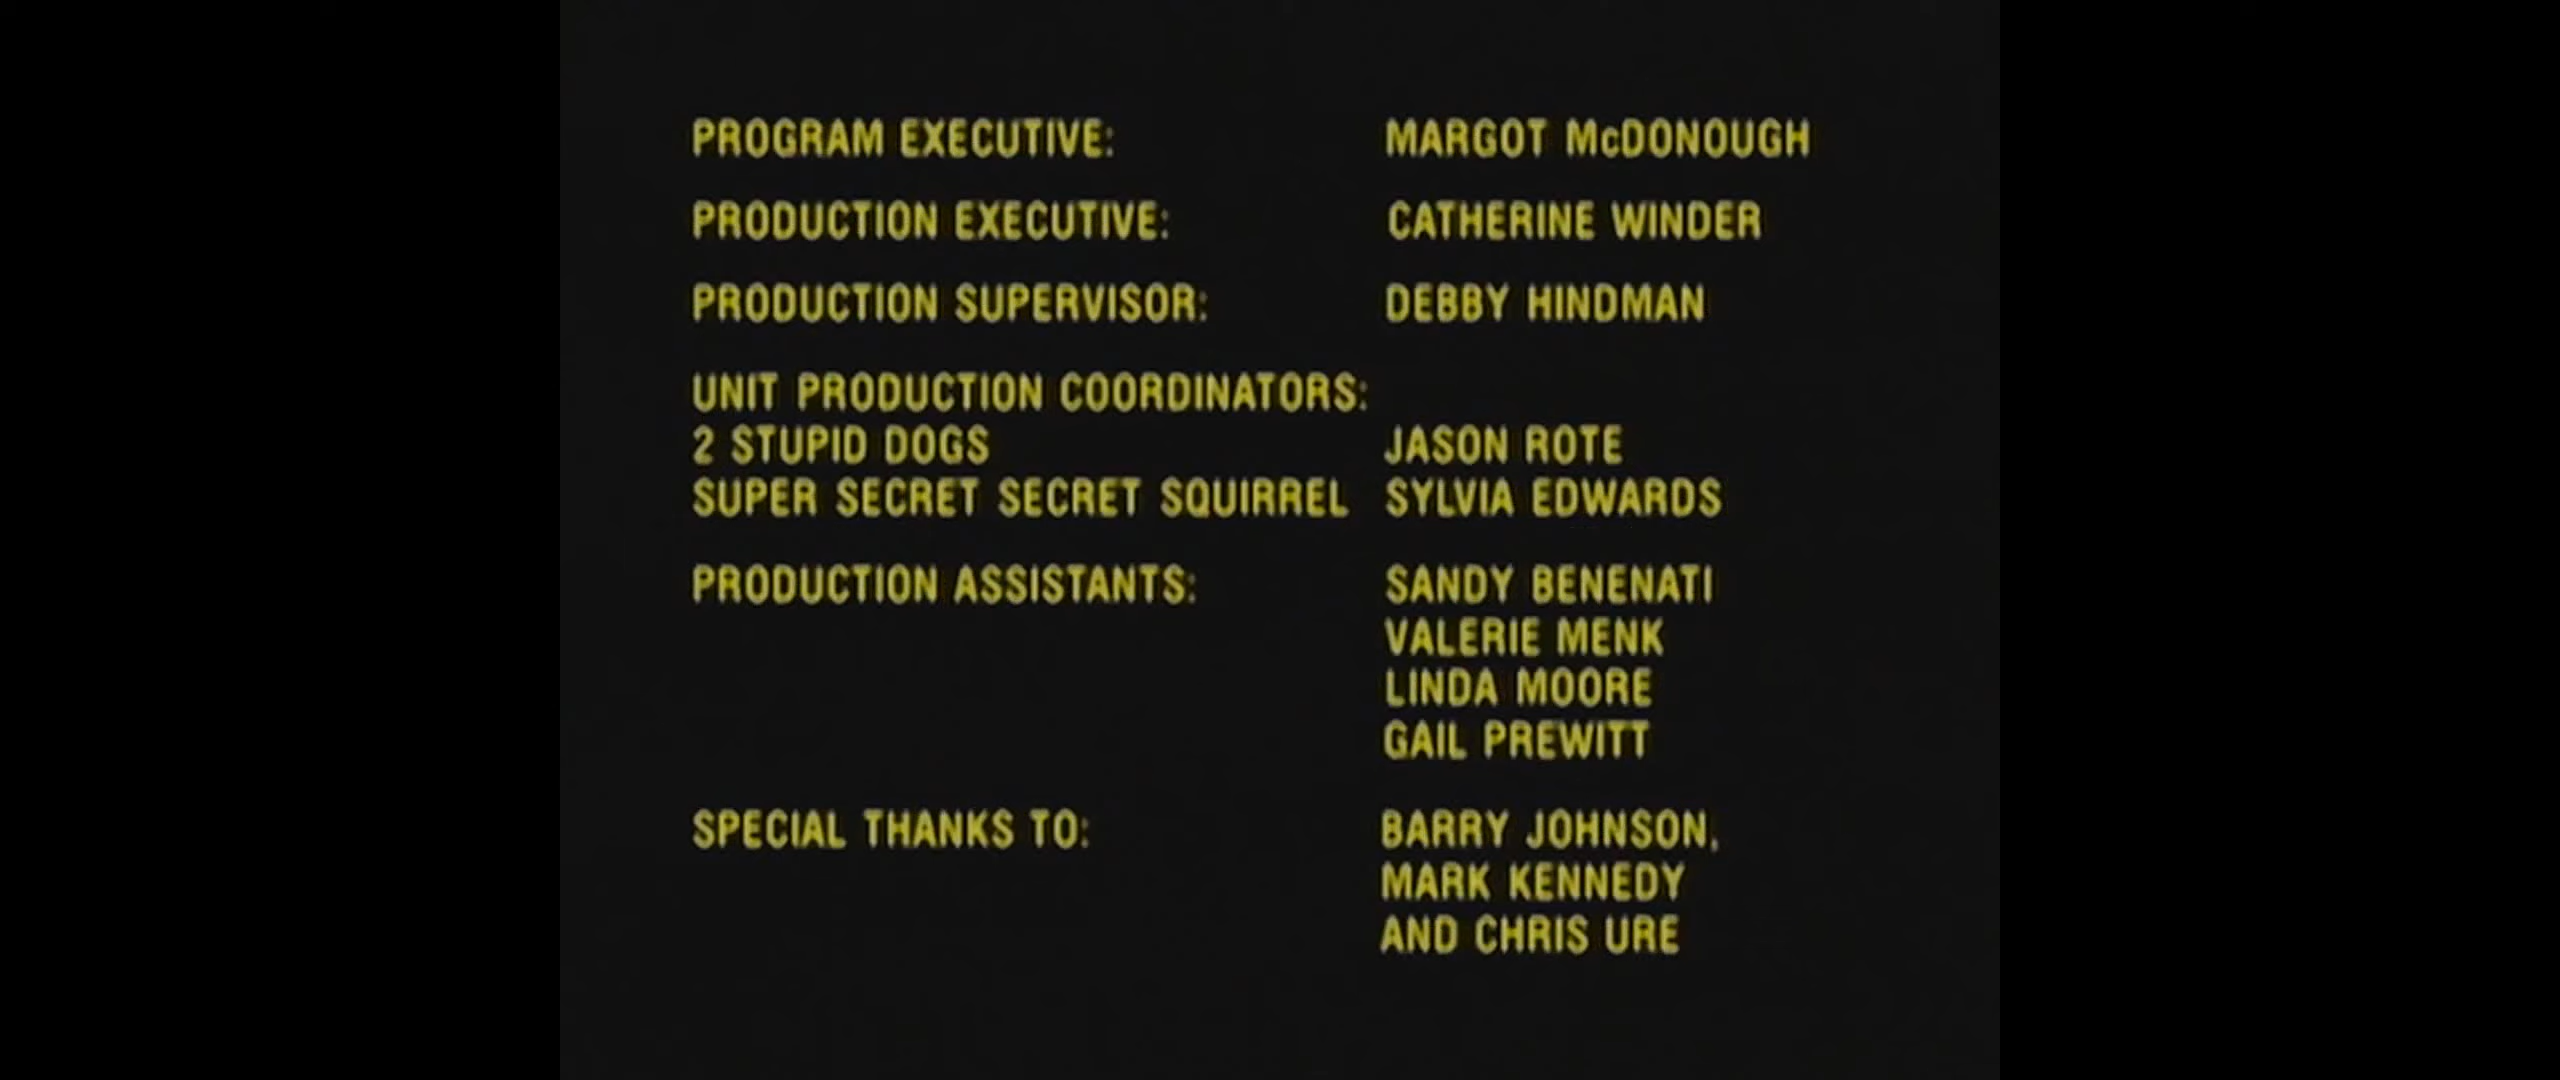 PROGRAM EXECUTIVE: MARGOT McDONOUGH
PRODUCTION EXECUTIVE: CATHERINE WINDER
PRODUCTION SUPERVISOR: DEBBY HINDMAN
UNIT PRODUCTION COORDINATORS:
2 STUPID DOGS JASON ROTE
SUPER SECRET SECRET SQUIRREL SYLVIA EDWARDS
PRODUCTION ASSISTANTS: SANDY BENENATI
VALERIE MENK
LINDA MOORE
GAIL PREWITT
SPECIAL THANKS TO: BARRY JOHNSON,
MARK KENNEDY
AND CHRIS URE